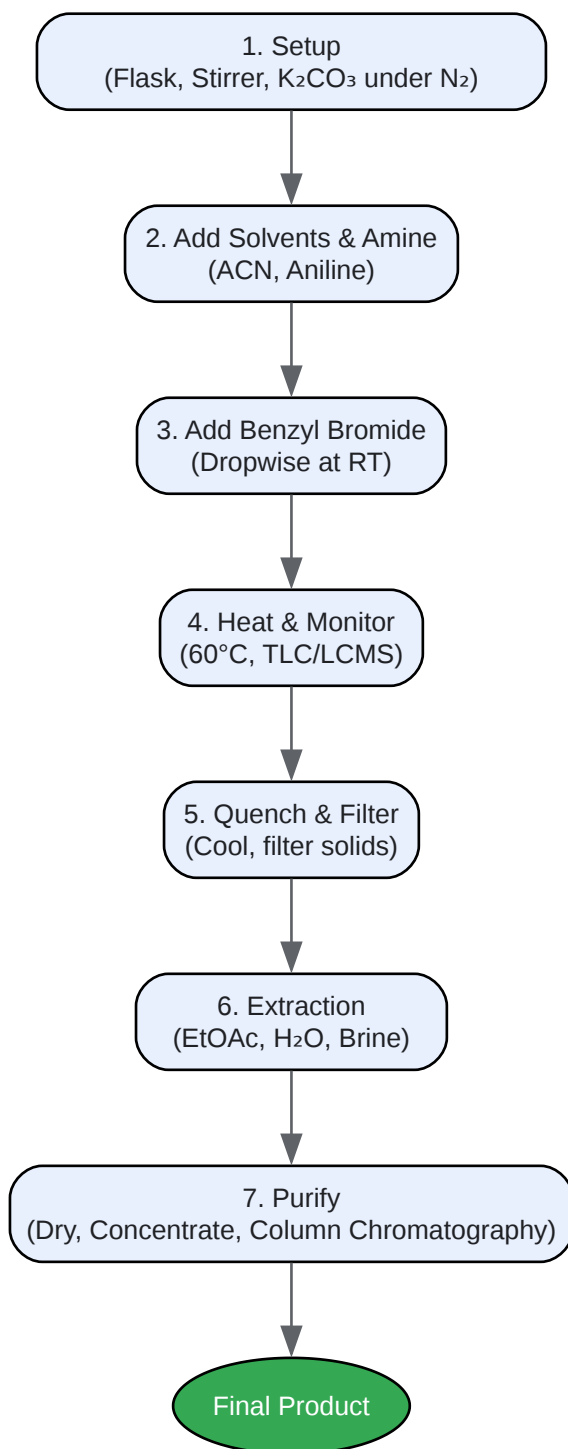 1. Setup
(Flask, Stirrer, K₂CO₃ under N₂)
2. Add Solvents & Amine
(ACN, Aniline)
3. Add Benzyl Bromide
(Dropwise at RT)
4. Heat & Monitor
(60°C, TLC/LCMS)
5. Quench & Filter
(Cool, filter solids)
6. Extraction
(EtOAc, H₂O, Brine)
7. Purify
(Dry, Concentrate, Column Chromatography)
Final Product